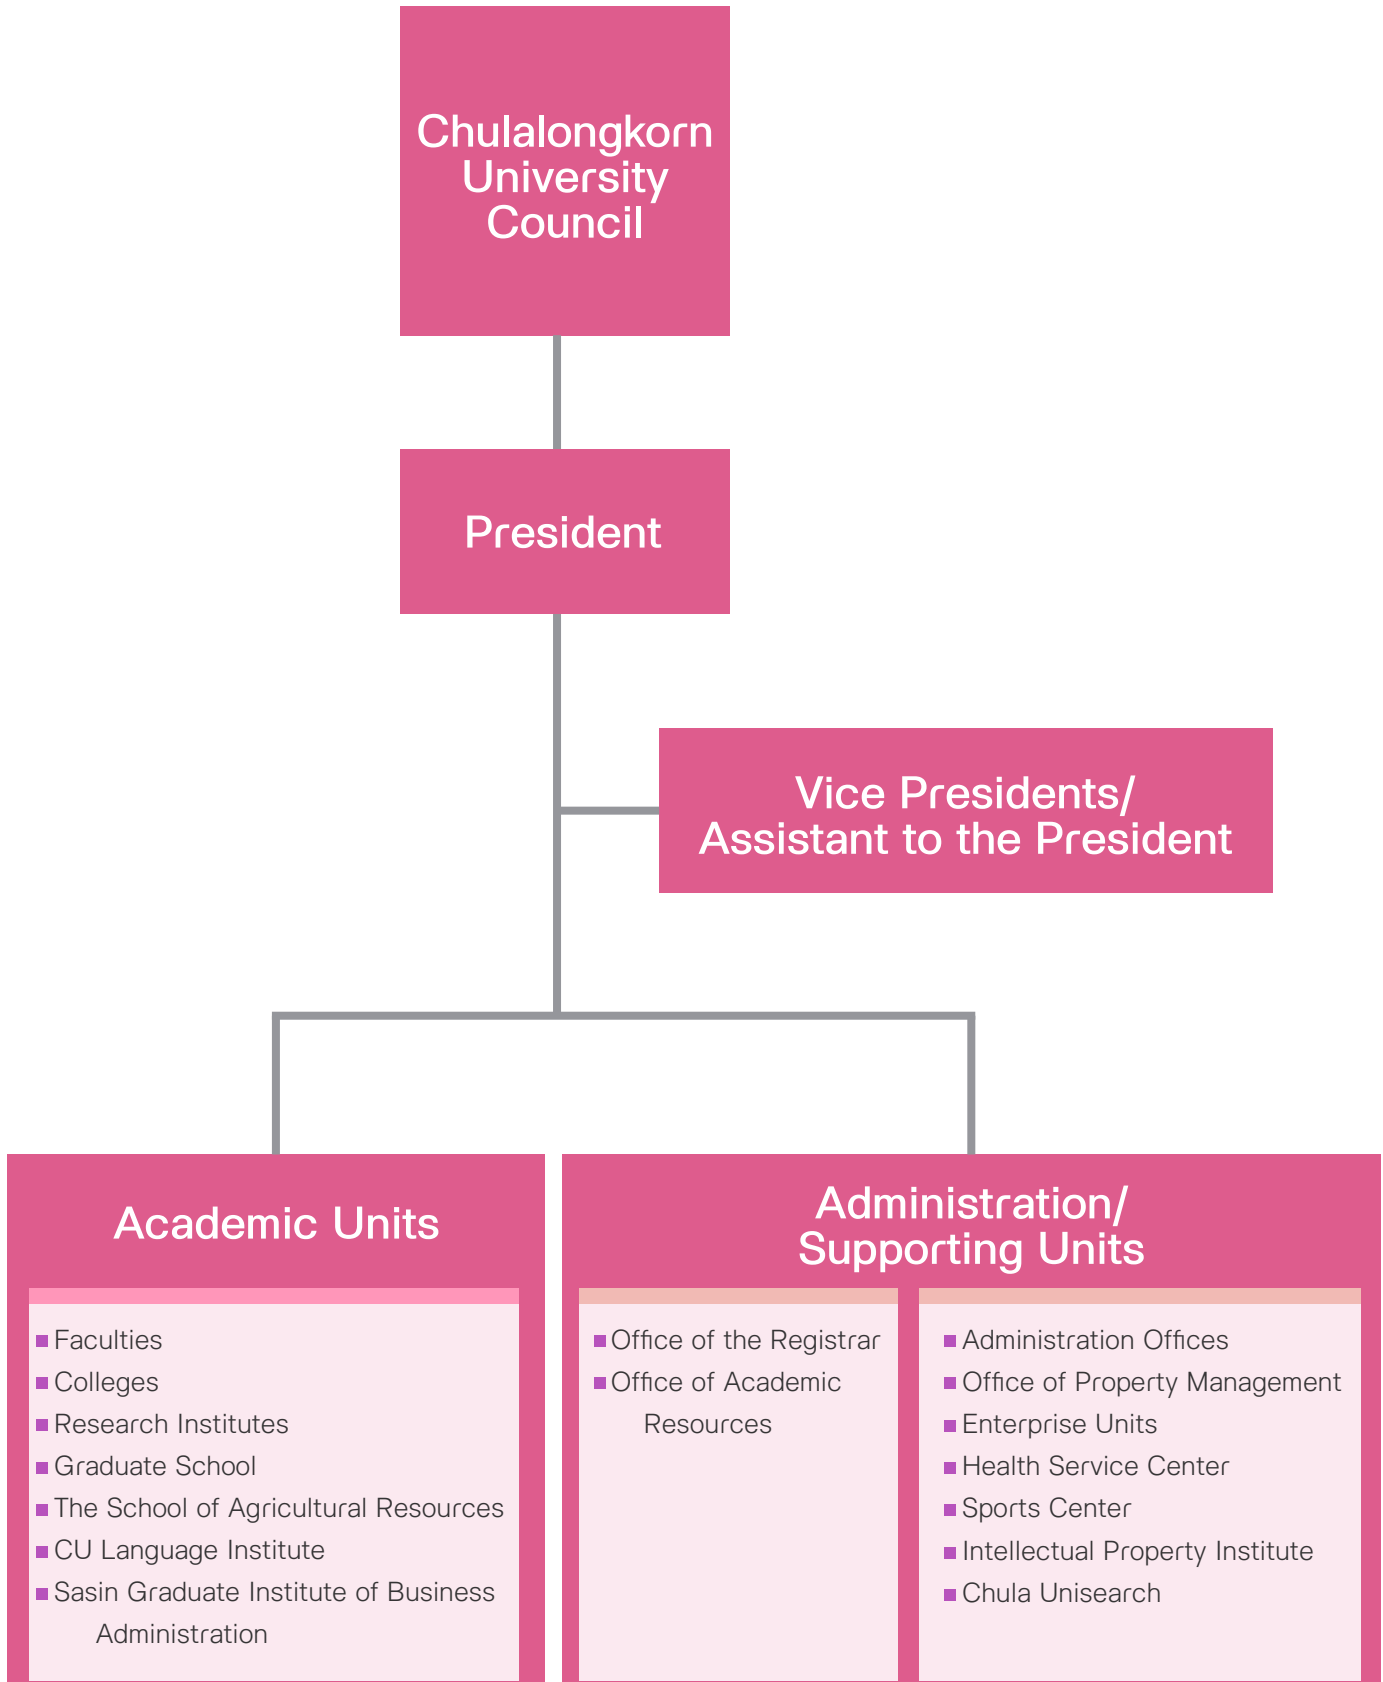 Chulalongkorn
University
Council
President
Vice Presidents/
Assistant to the President
Academic Units
Faculties
Colleges
Research Institutes
Graduate School
The School of Agricultural Resources
CU Language Institute
Sasin Graduate Institute of Business
Administration
Administration/
Supporting Units
Office of the Registrar
Office of Academic
Resources
Administration Offices
Office of Property Management
Enterprise Units
Health Service Center
Sports Center
Intellectual Property Institute
Chula Unisearch